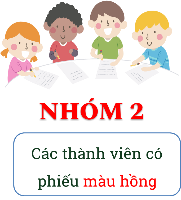 NHÓM 2
Các thành viên có
phiếu màu hồng